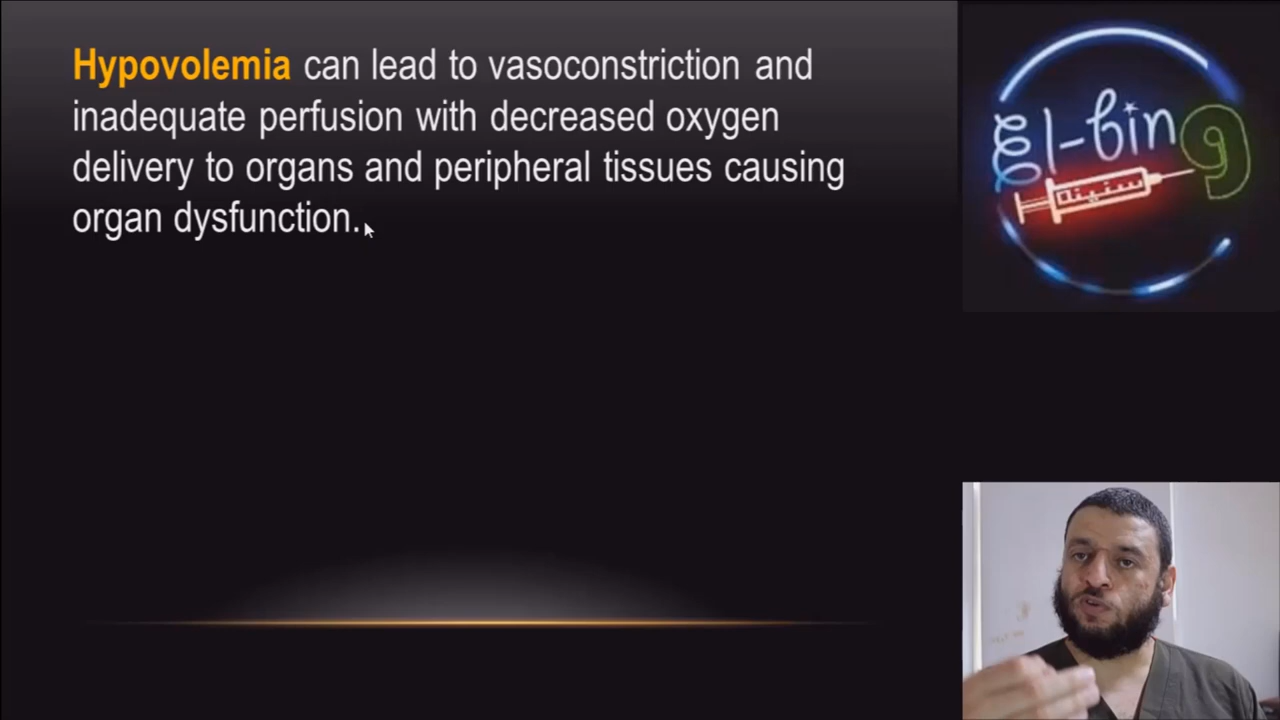 Hypovolemia can lead to vasoconstriction and
inadequate perfusion with decreased oxygen
delivery to organs and peripheral tissues causing
organ dysfunction.
El-bing
سنينه